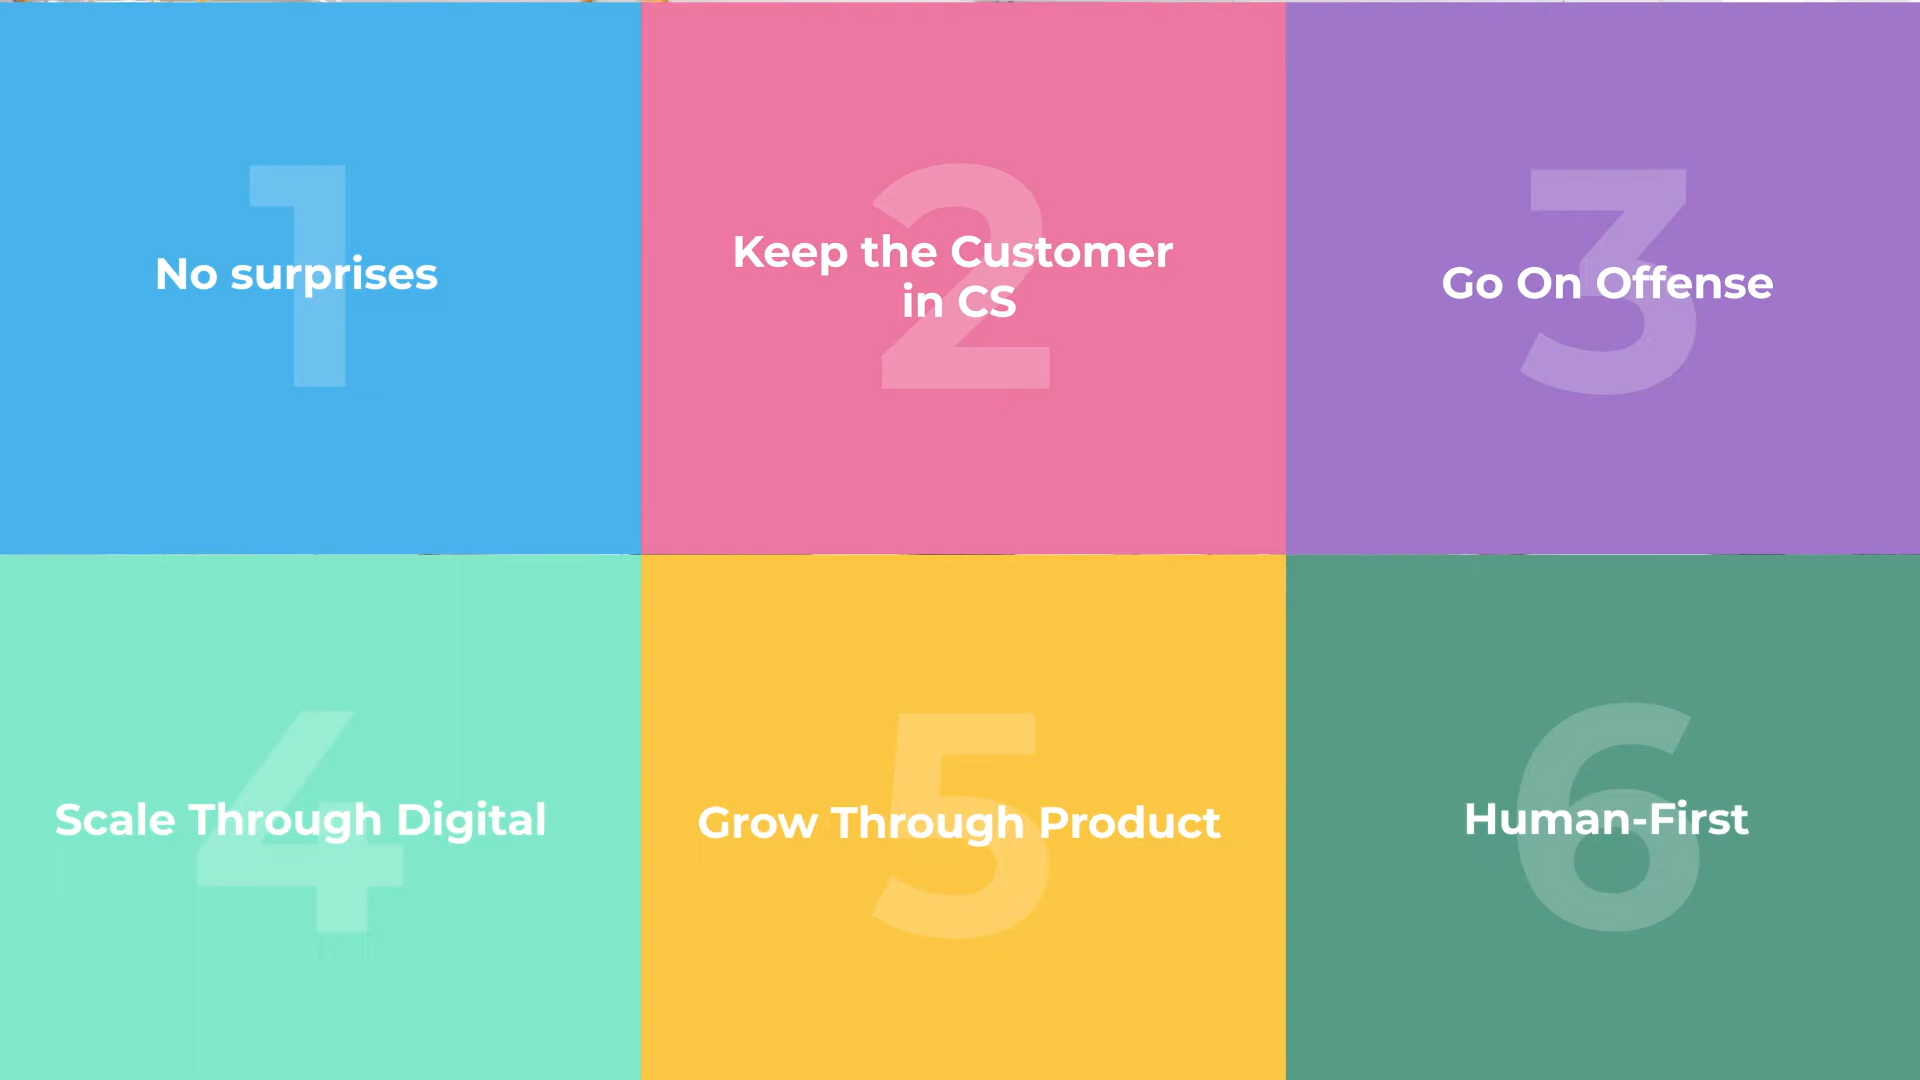 1
No surprises
2
Keep the Customer
in CS
3
Go On Offense
4
Scale Through Digital
5
Grow Through Product
6
Human-First